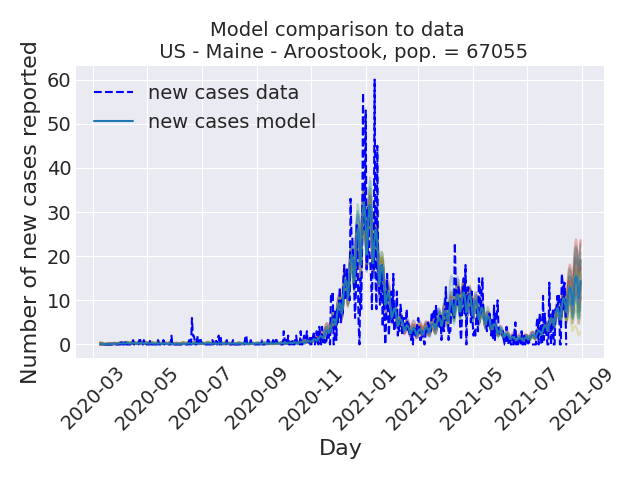 Model comparison to data
US - Maine - Aroostook, pop. = 67055
Number of new cases reported
60
50
40
30
20
10
0
new cases data
new cases model
2020-03
2020-05
2020-07
2020-09
2020-11
2021-01
2021-03
2021-05
2021-07
2021-09
Day